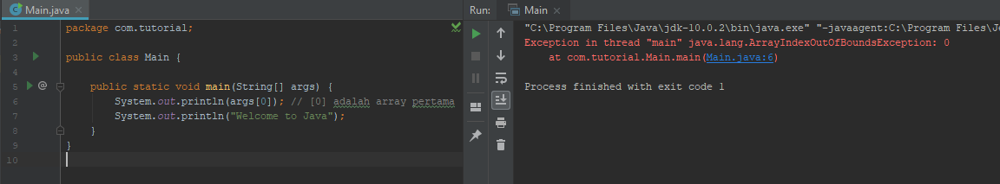 Main.java
1 package com.tutorial;
2
3 public class Main {
4
5 public static void main(String[] args) {
6 System.out.println(args[0]); // [0] adalah array pertama
7 System.out.println("Welcome to Java");
8 }
9 }
10
Run: Main
"C:\Program Files\Java\jdk-10.0.2\bin\java.exe" "-javaagent:C:\Program Files\Je
Exception in thread "main" java.lang.ArrayIndexOutOfBoundsException: 0
at com.tutorial.Main.main(Main.java:6)
Process finished with exit code 1